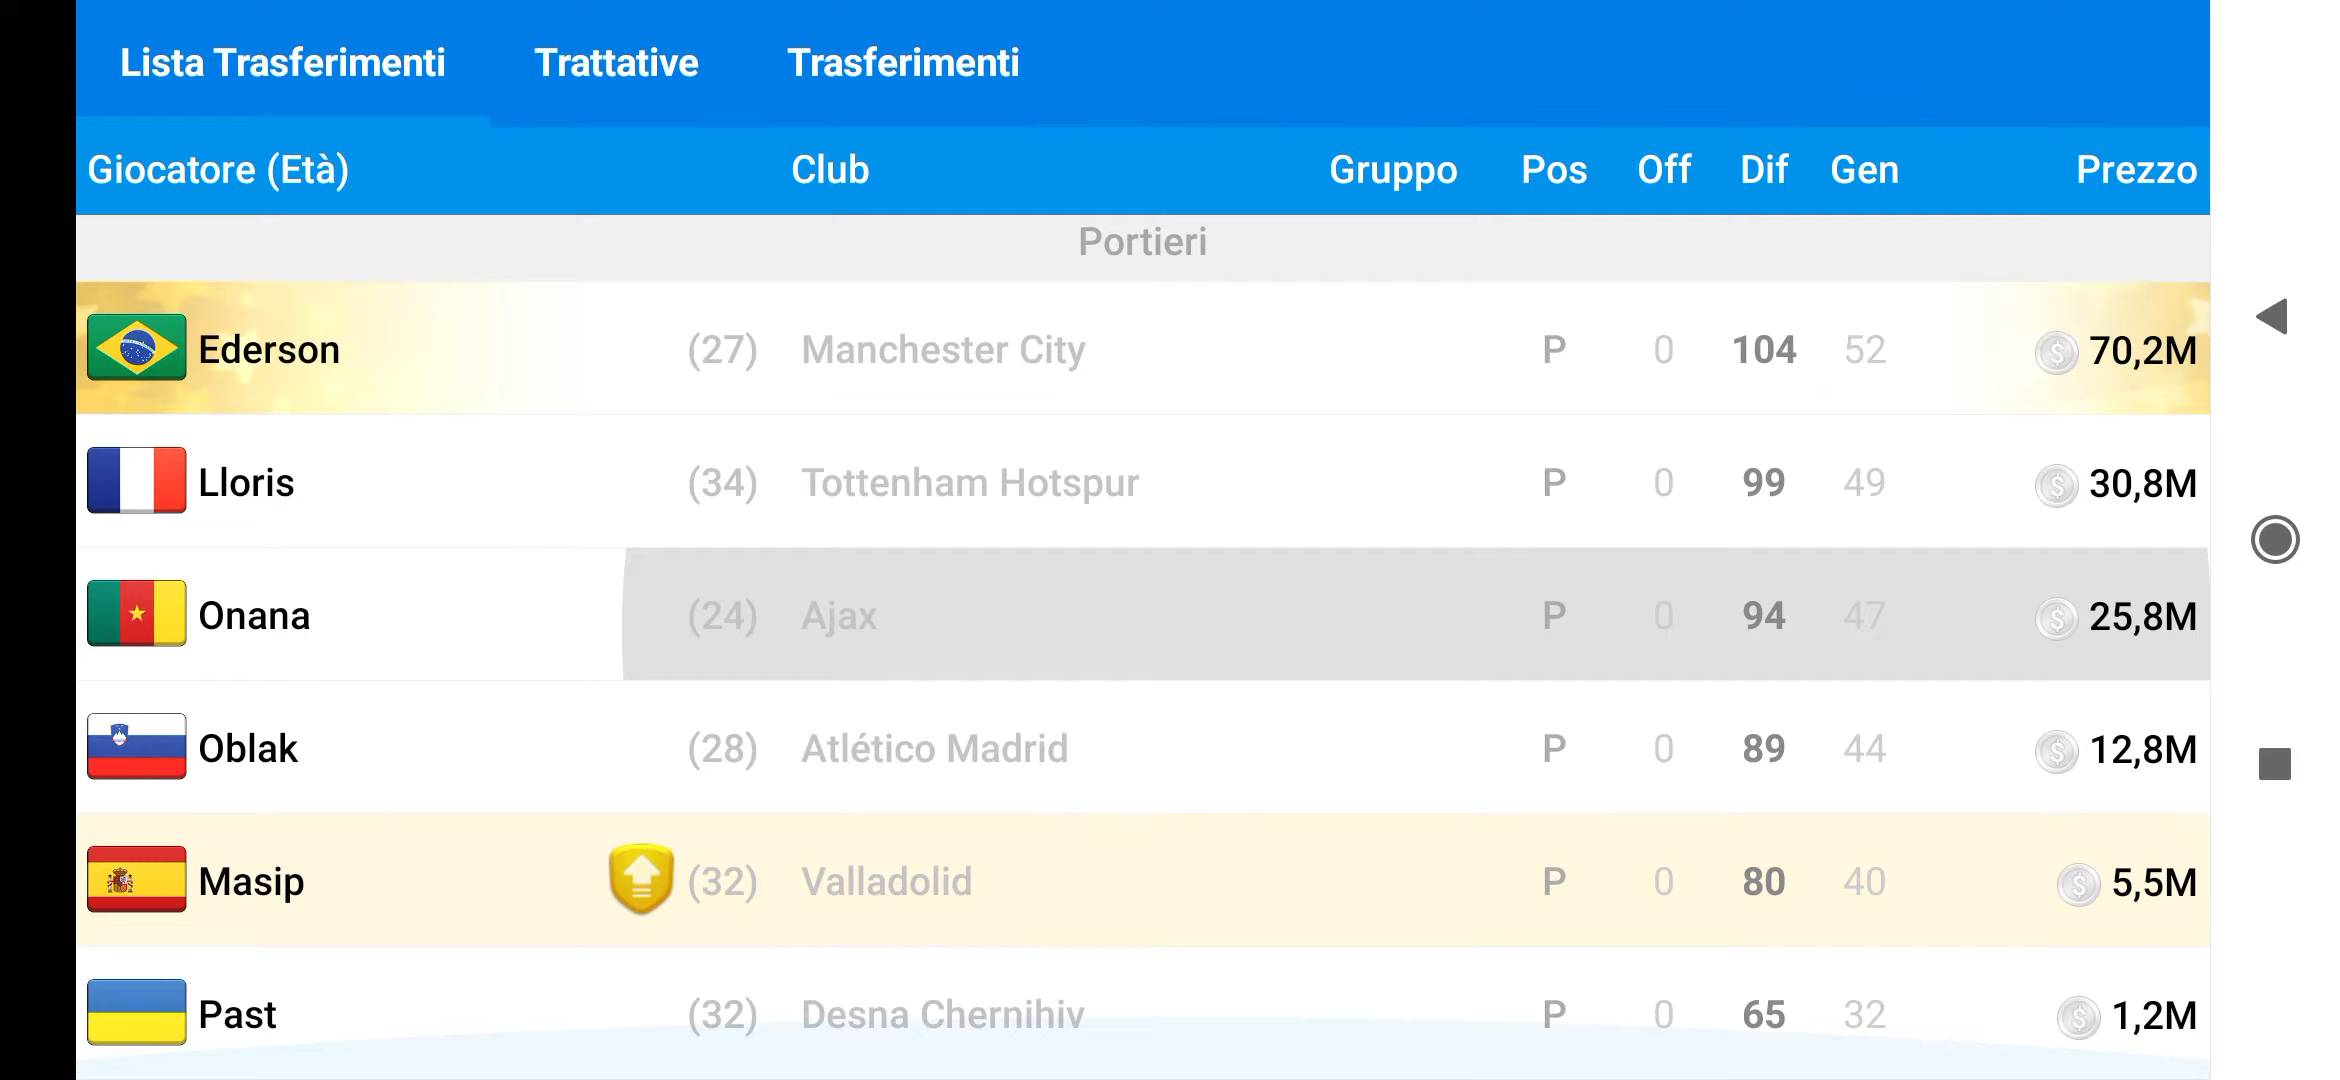 Lista Trasferimenti Trattative Trasferimenti
Giocatore (Età) Club Gruppo Pos Off Dif Gen Prezzo
Portieri
Ederson (27) Manchester City P 0 104 52 70,2M
Lloris (34) Tottenham Hotspur P 0 99 49 30,8M
Onana (24) Ajax P 0 94 47 25,8M
Oblak (28) Atlético Madrid P 0 89 44 12,8M
Masip (32) Valladolid P 0 80 40 5,5M
Past (32) Desna Chernihiv P 0 65 32 1,2M